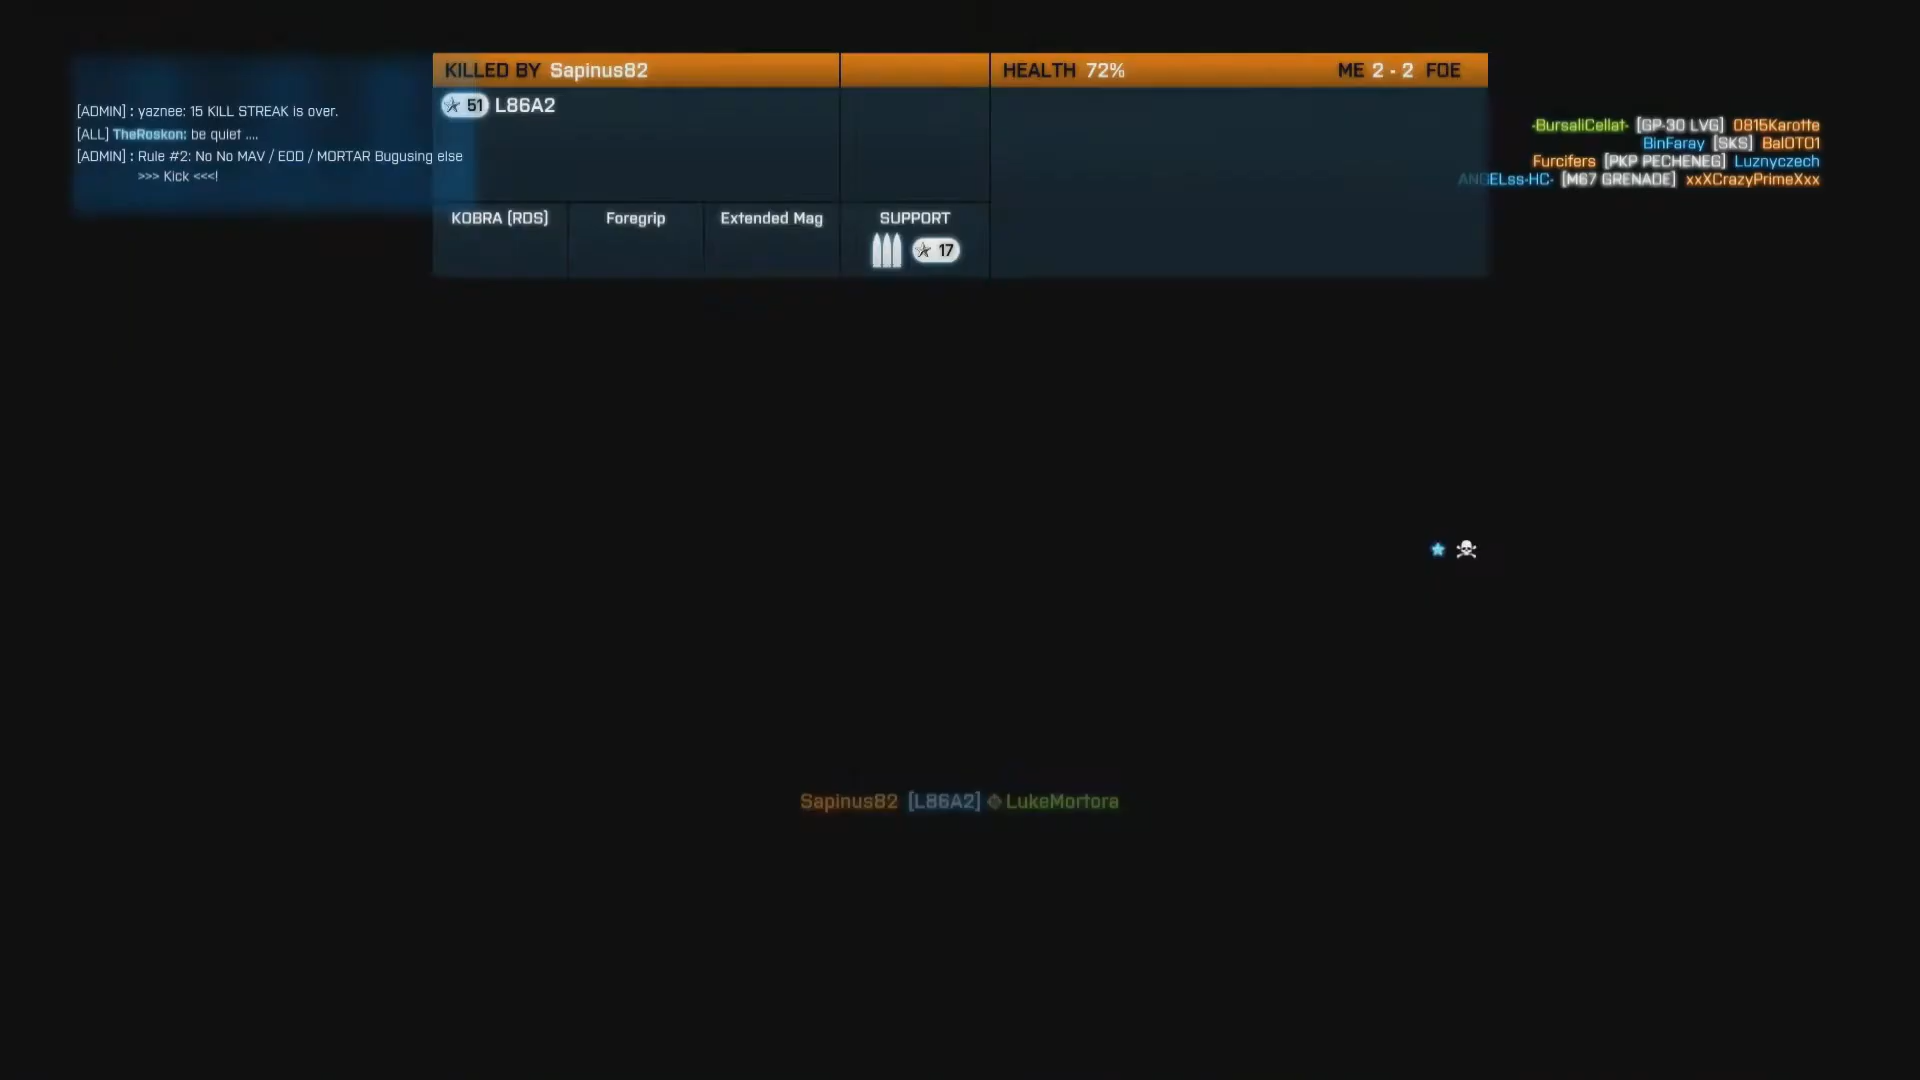 KILLED BY Sapinus82
HEALTH 72%
ME 2 - 2 FOE
51 L86A2
[ADMIN] : yaznee: 15 KILL STREAK is over.
[ALL] TheRoskon: be quiet ....
[ADMIN] : Rule #2: No No MAV / EOD / MORTAR Bugusing else
>>> Kick <<<!
-BursaliCellat- [GP-30 LVG] 0815Karotte
BinFaray [SKS] BalOTO1
Furcifers [PKP PECHENEG] Luznyczech
ANGELss-HC- [M67 GRENADE] xxXCrazyPrimeXxx
KOBRA (RDS)
Foregrip
Extended Mag
SUPPORT
17
Sapinus82 [L86A2] LukeMortora